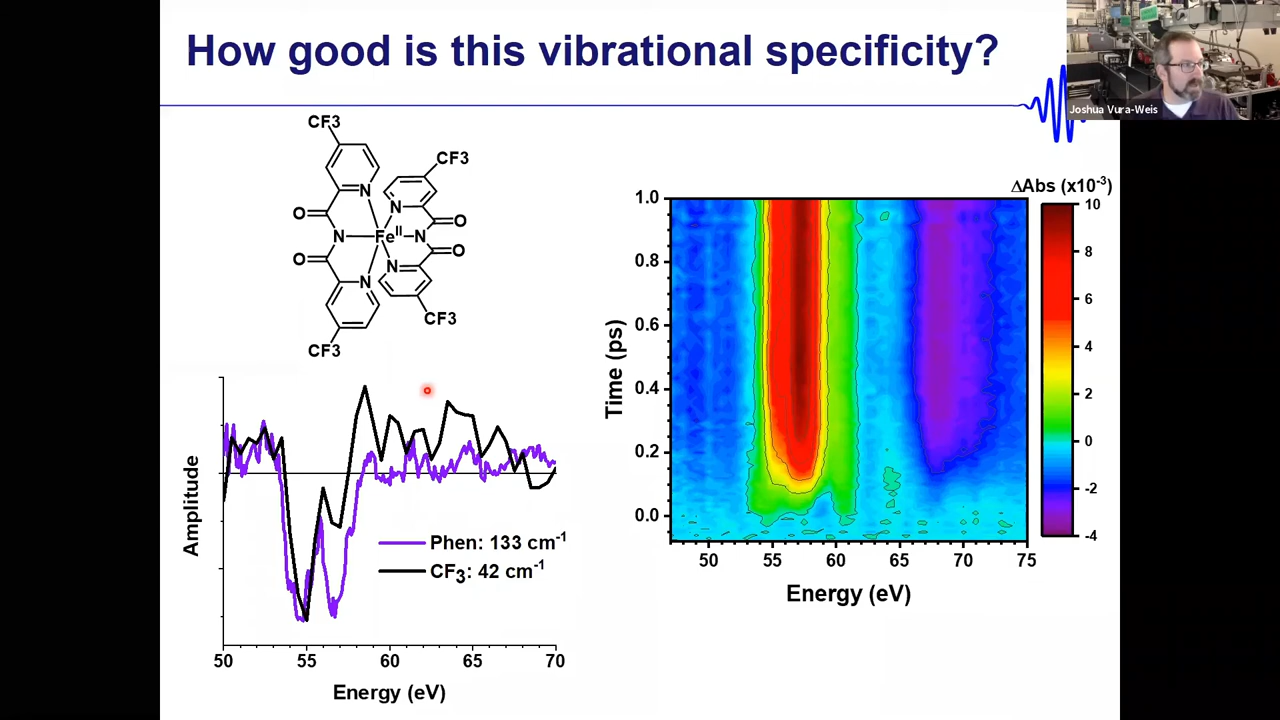 How good is this vibrational specificity?
Joshua Vura-Weis
CF3
CF3
N
N
O
O
N
Fe^II
N
O
O
N
N
CF3
CF3
Amplitude
Phen: 133 cm^-1
CF3: 42 cm^-1
50 55 60 65 70
Energy (eV)
ΔAbs (x10^-3)
1.0
0.8
0.6
0.4
0.2
0.0
Time (ps)
50 55 60 65 70 75
Energy (eV)
10
8
6
4
2
0
-2
-4